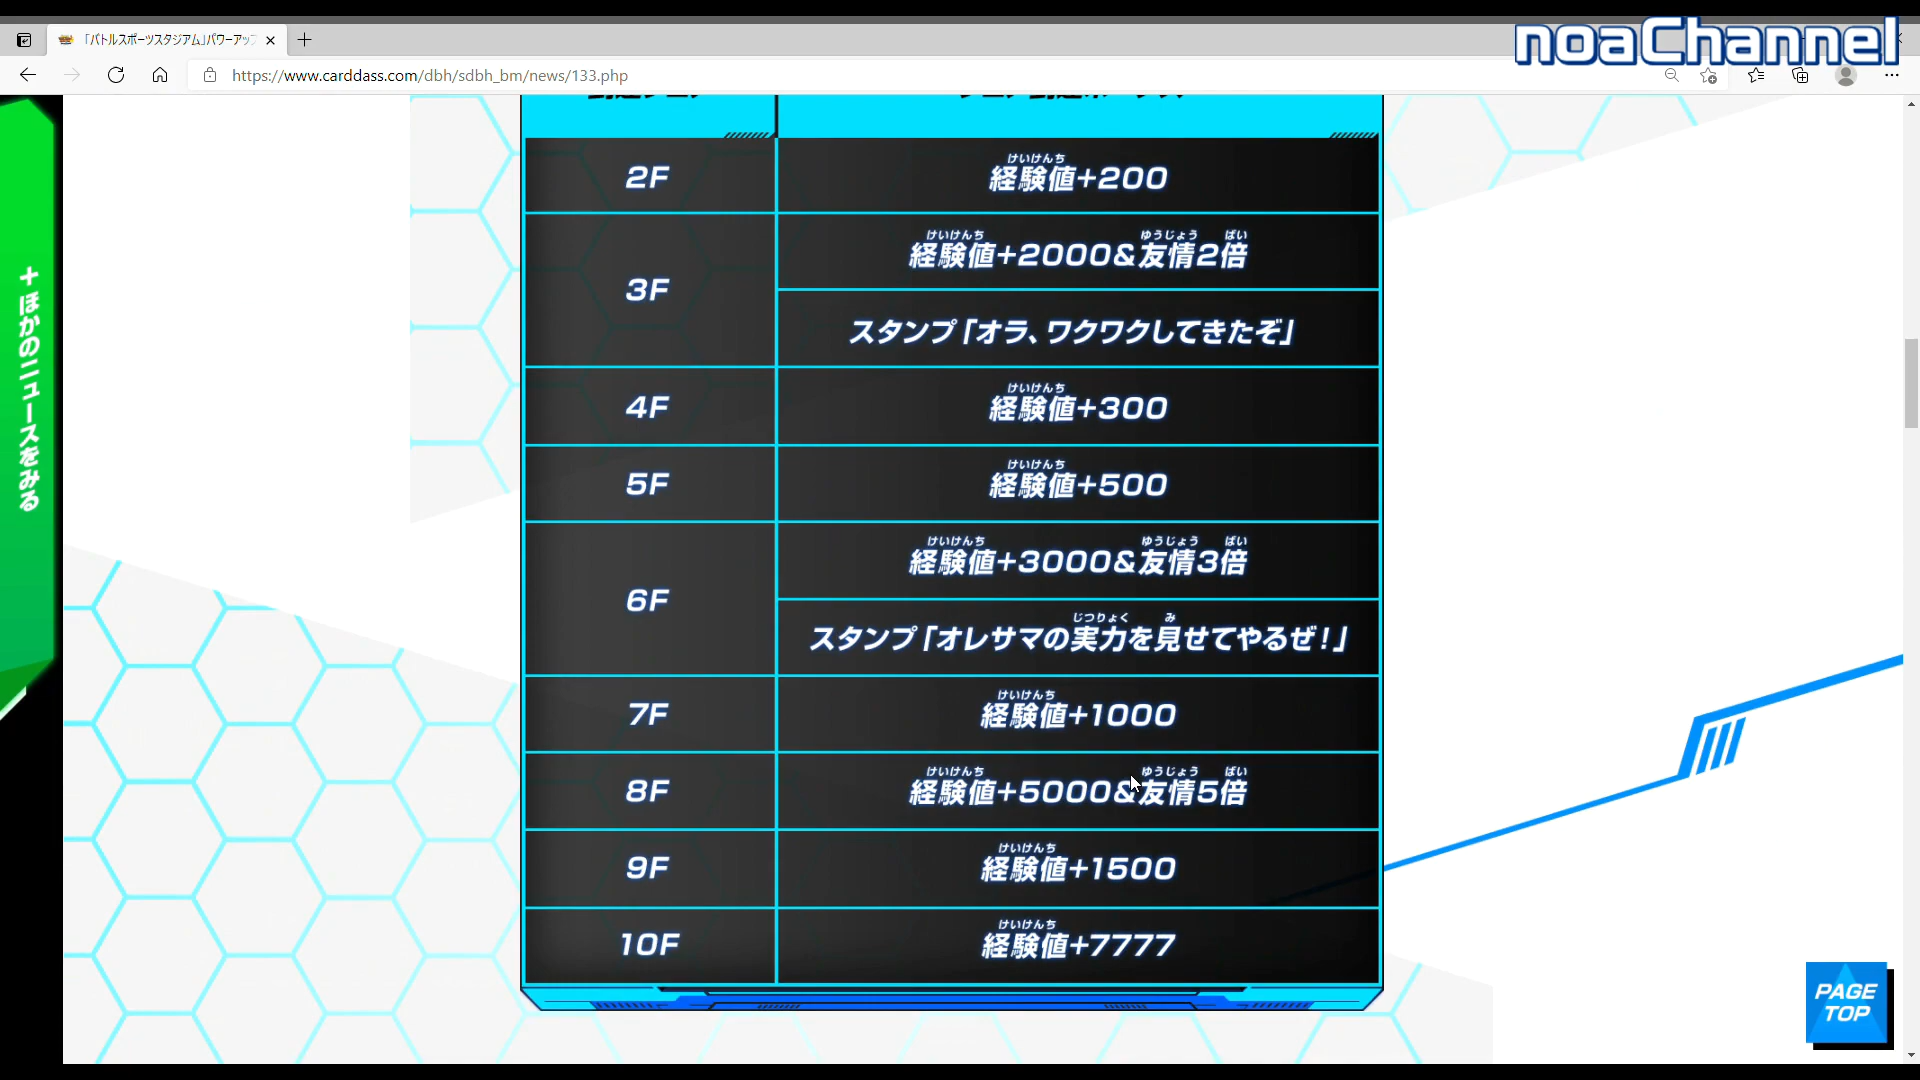 「バトルスポーツスタジアム」パワーアッ
noaChannel
https://www.carddass.com/dbh/sdbh_bm/news/133.php
+ ほかのニュースをみる
2F
けいけんち
経験値+200
3F
けいけんち ゆうじょう ばい
経験値+2000&友情2倍
スタンプ「オラ、ワクワクしてきたぞ」
4F
けいけんち
経験値+300
5F
けいけんち
経験値+500
6F
けいけんち ゆうじょう ばい
経験値+3000&友情3倍
じつりょく み
スタンプ「オレサマの実力を見せてやるぜ!」
7F
けいけんち
経験値+1000
8F
けいけんち ゆうじょう ばい
経験値+5000&友情5倍
9F
けいけんち
経験値+1500
10F
けいけんち
経験値+7777
PAGE
TOP